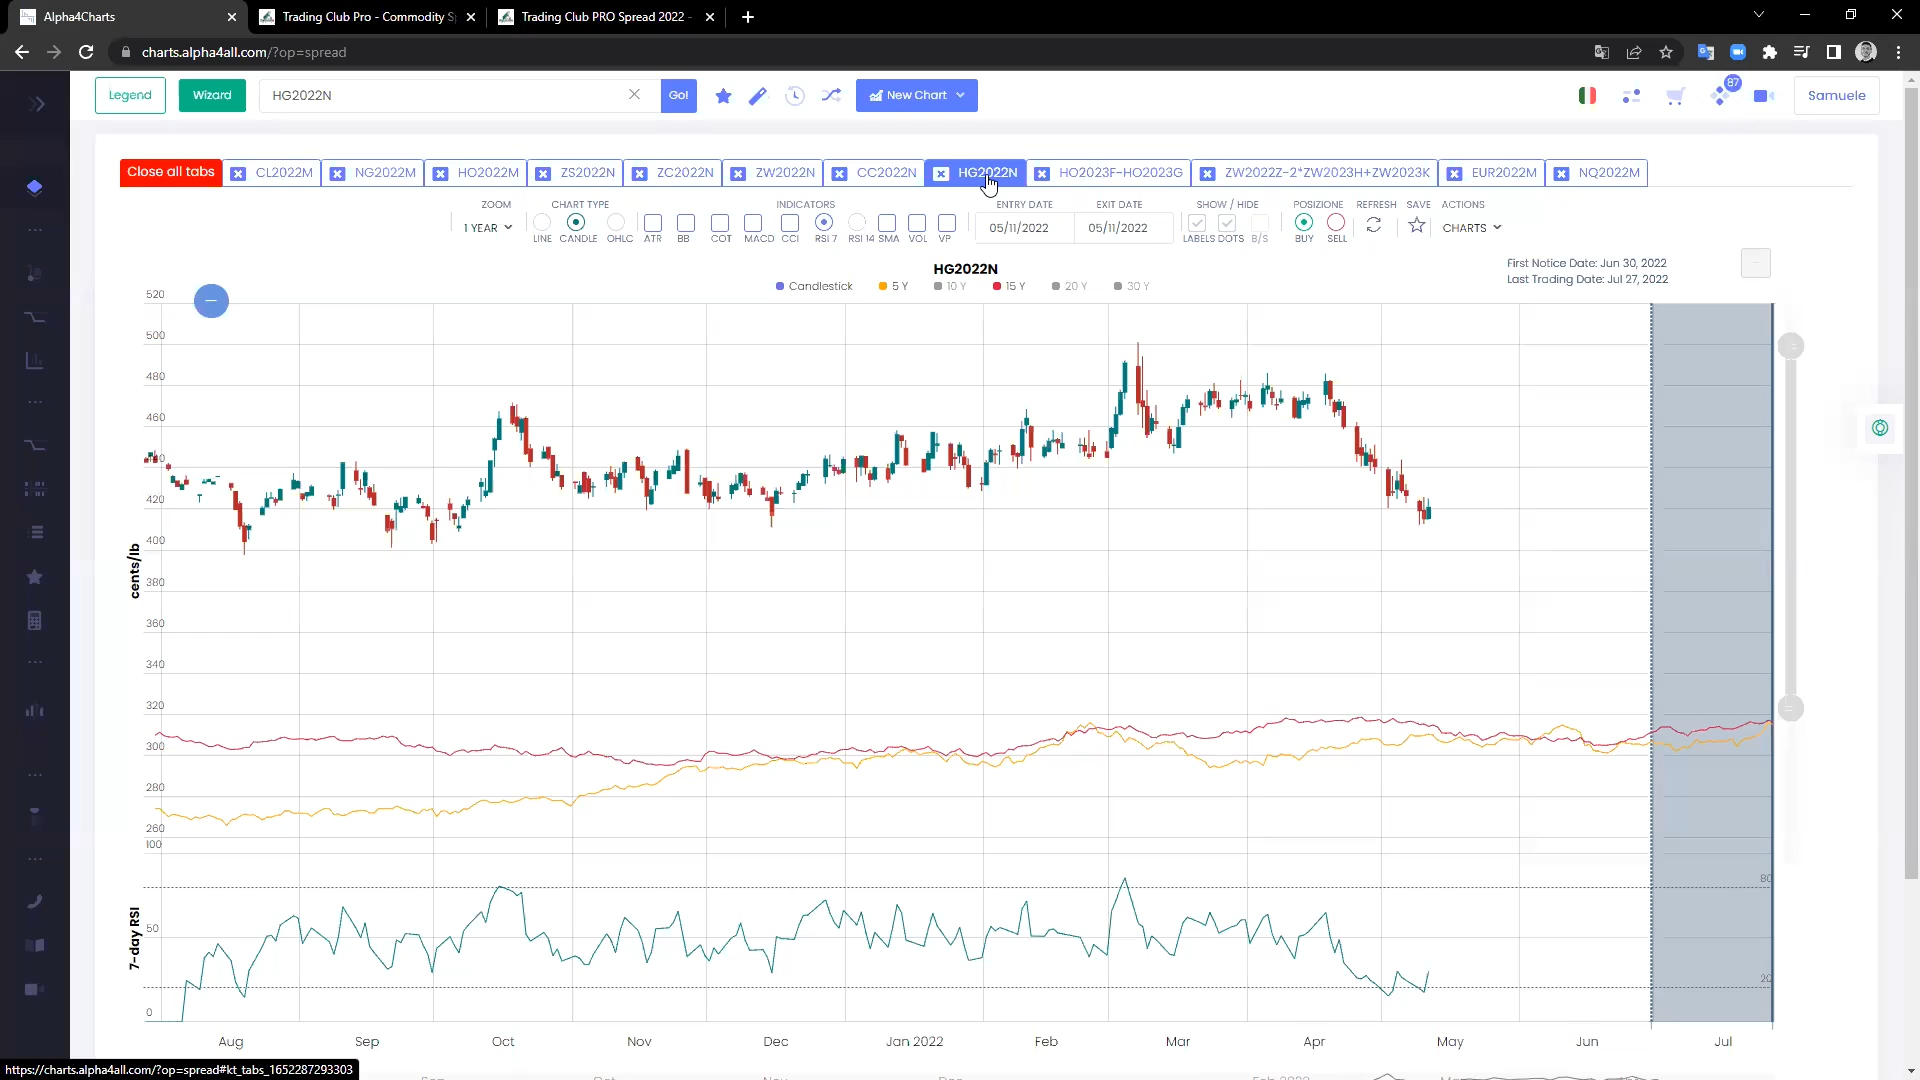 Alpha4Charts
Trading Club Pro - Commodity S
Trading Club PRO Spread 2022 -
charts.alpha4all.com/?op=spread
Legend
Wizard
HG2022N
Go!
New Chart
87
Samuele
Close all tabs
CL2022M
NG2022M
HO2022M
ZS2022N
ZC2022N
ZW2022N
CC2022N
HG2022N
HO2023F-HO2023G
ZW2022Z-2*ZW2023H+ZW2023K
EUR2022M
NQ2022M
ZOOM
CHART TYPE
INDICATORS
ENTRY DATE
EXIT DATE
SHOW / HIDE
POSIZIONE
REFRESH
SAVE
ACTIONS
1 YEAR
05/11/2022
05/11/2022
CHARTS
LINE
CANDLE
OHLC
ATR
BB
COT
MACD
CCI
RSI 7
RSI 14
SMA
VOL
VP
LABELS
DOTS
B/S
BUY
SELL
HG2022N
Candlestick
5 Y
10 Y
15 Y
20 Y
30 Y
First Notice Date: Jun 30, 2022
Last Trading Date: Jul 27, 2022
520
500
480
460
440
420
400
380
360
340
320
300
280
260
cents/lb
100
50
0
7-day RSI
80
20
Aug
Sep
Oct
Nov
Dec
Jan 2022
Feb
Mar
Apr
May
Jun
Jul
https://charts.alpha4all.com/?op=spread#kt_tabs_1652287293303